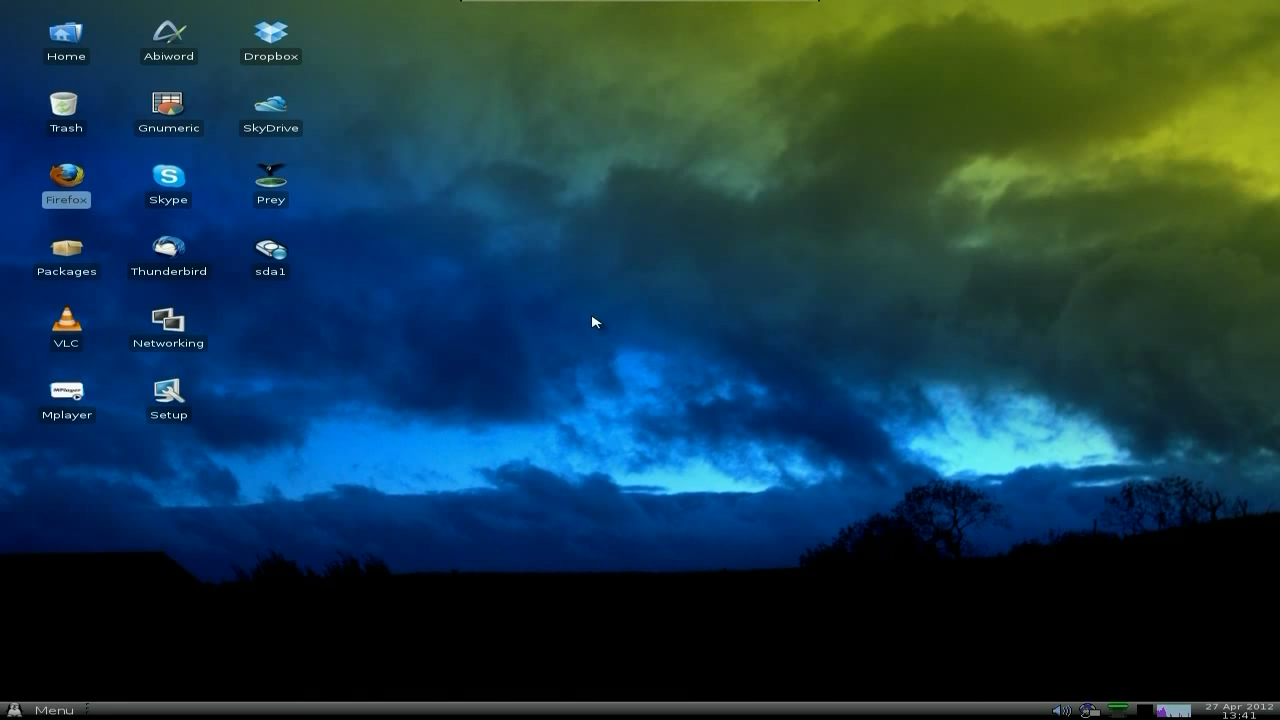 Home
Abiword
Dropbox
Trash
Gnumeric
SkyDrive
Firefox
S
Skype
Prey
Packages
Thunderbird
sda1
VLC
Networking
MPlayer
Mplayer
Setup
Menu
27 Apr 2012
13:41